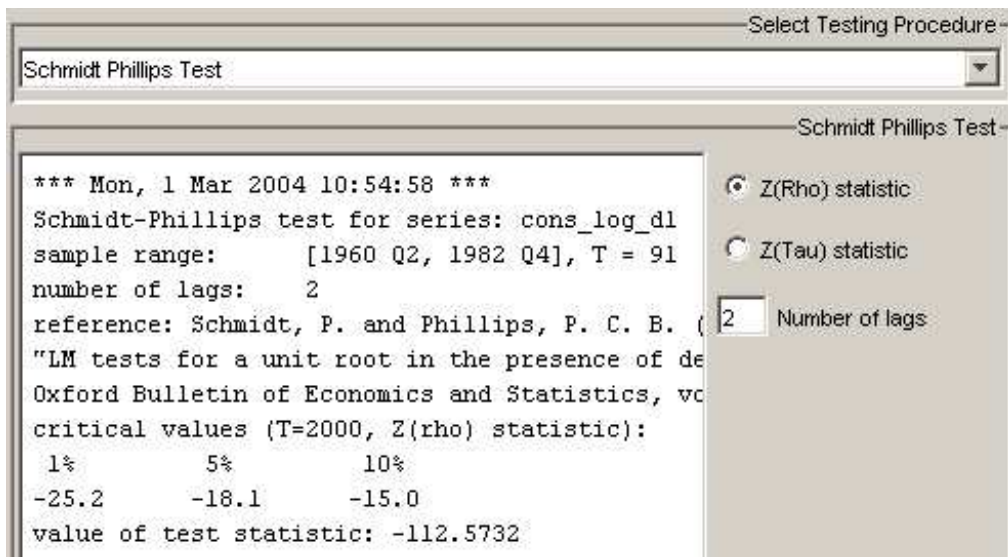 Select Testing Procedure
Schmidt Phillips Test
Schmidt Phillips Test
*** Mon, 1 Mar 2004 10:54:58 ***
Schmidt-Phillips test for series: cons_log_d1
sample range: [1960 Q2, 1982 Q4], T = 91
number of lags: 2
reference: Schmidt, P. and Phillips, P. C. B. (
"LM tests for a unit root in the presence of de
Oxford Bulletin of Economics and Statistics, vo
critical values (T=2000, Z(rho) statistic):
1% 5% 10%
-25.2 -18.1 -15.0
value of test statistic: -112.5732
Z(Rho) statistic
Z(Tau) statistic
2 Number of lags